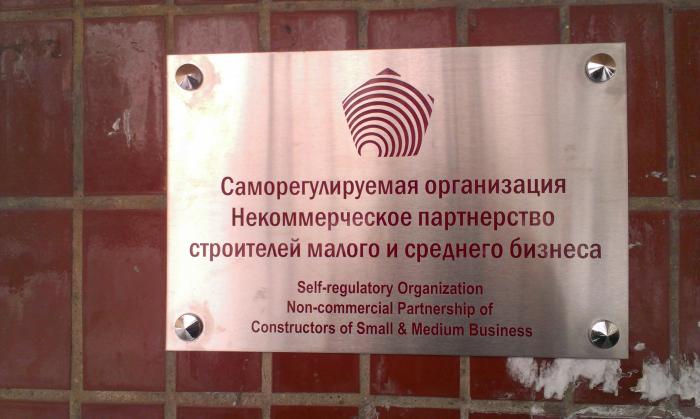 Саморегулируемая организация
Некоммерческое партнерство
строителей малого и среднего бизнеса
Self-regulatory Organization
Non-commercial Partnership of
Constructors of Small & Medium Business